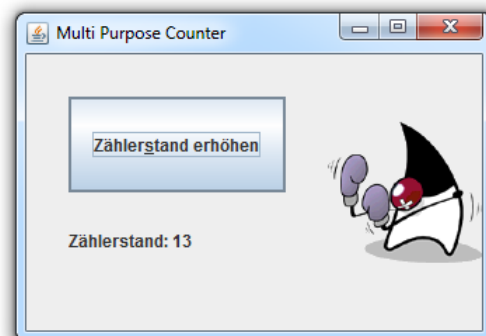 Multi Purpose Counter
Zählerstand erhöhen
Zählerstand: 13